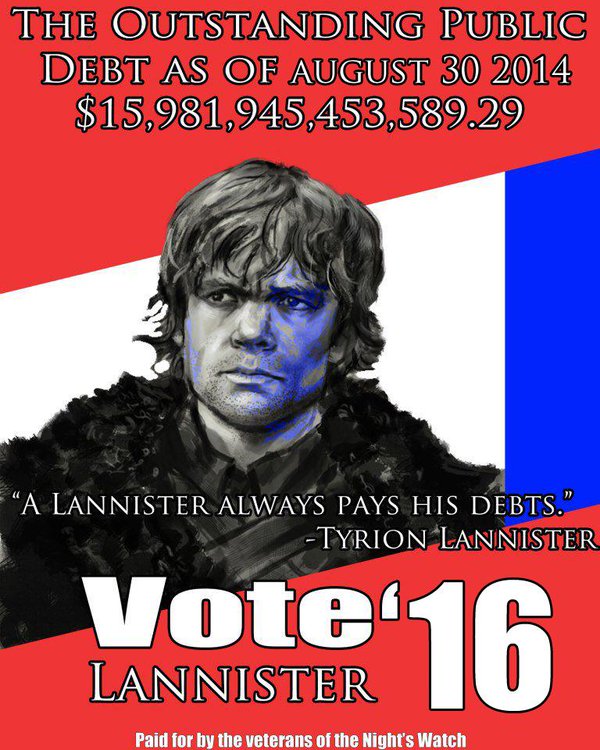 The Outstanding Public
Debt as of august 30 2014
$15,981,945,453,589.29
“A Lannister always pays his debts.”
-Tyrion Lannister
Vote ‘16
Lannister
Paid for by the veterans of the Night's Watch